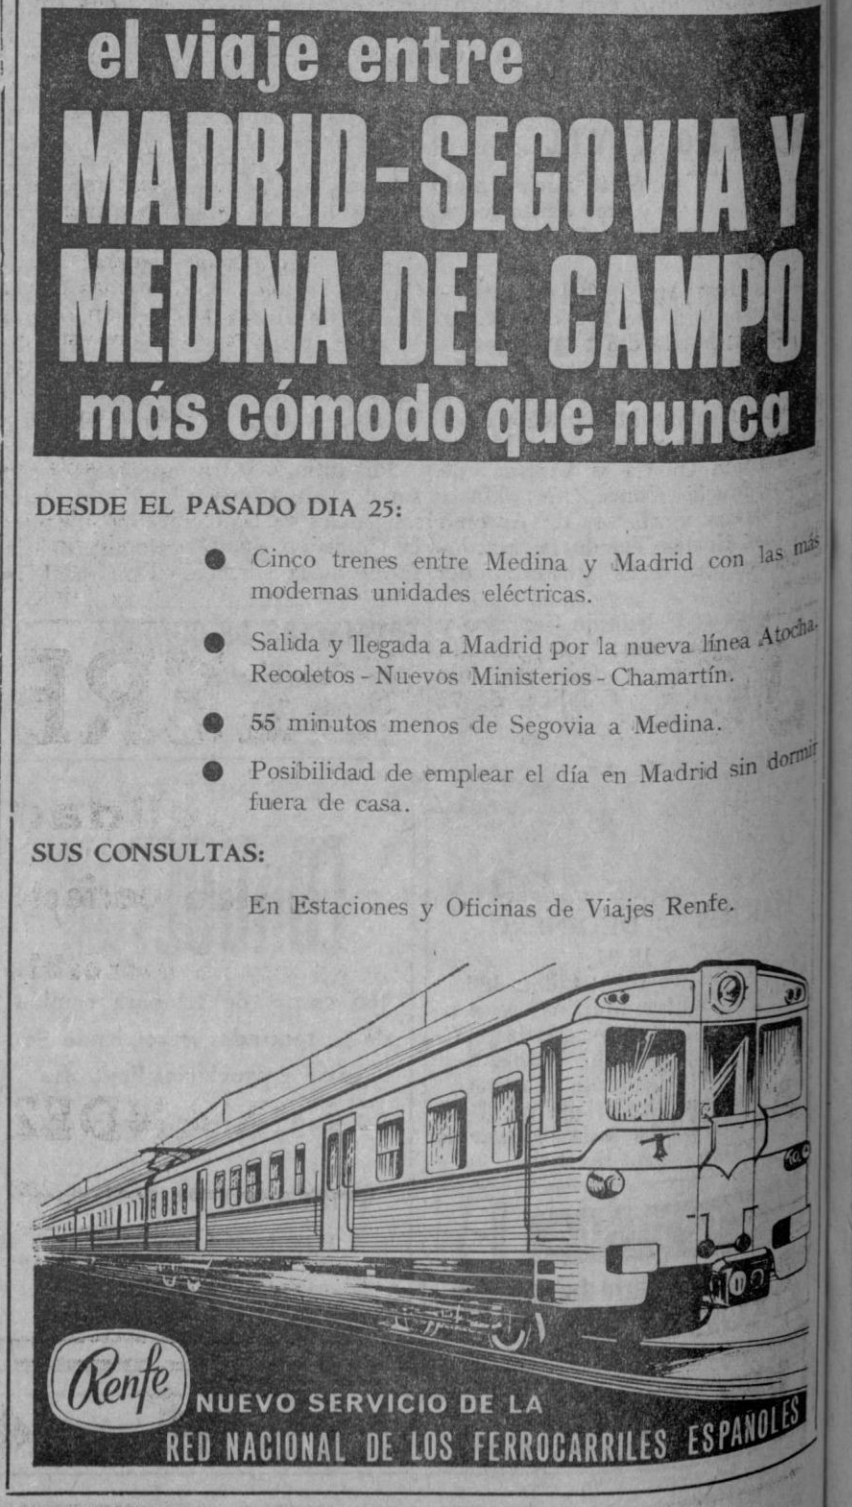 el viaje entre
MADRID-SEGOVIA Y
MEDINA DEL CAMPO
más cómodo que nunca
DESDE EL PASADO DIA 25:
● Cinco trenes entre Medina y Madrid con las más
modernas unidades eléctricas.
● Salida y llegada a Madrid por la nueva línea Atocha-
Recoletos - Nuevos Ministerios - Chamartín.
● 55 minutos menos de Segovia a Medina.
● Posibilidad de emplear el día en Madrid sin dormir
fuera de casa.
SUS CONSULTAS:
En Estaciones y Oficinas de Viajes Renfe.
Renfe
NUEVO SERVICIO DE LA
RED NACIONAL DE LOS FERROCARRILES ESPAÑOLES